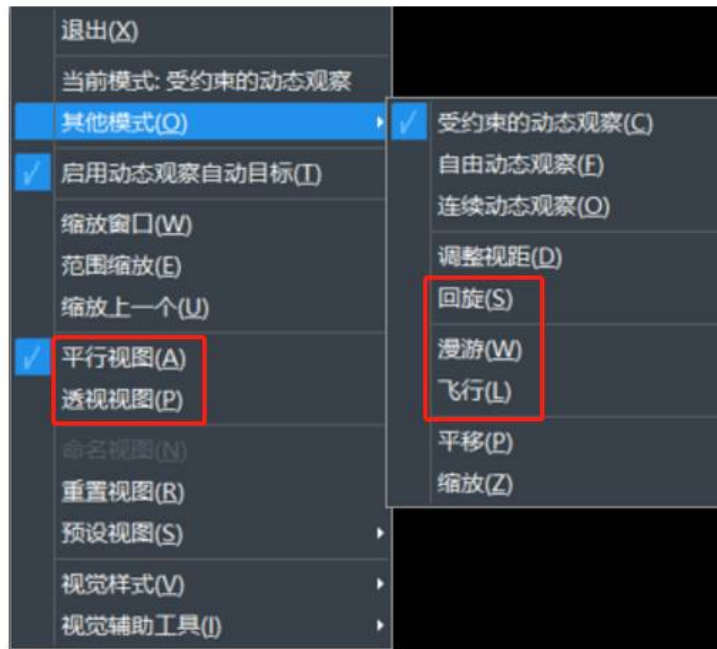 退出(X)
当前模式: 受约束的动态观察
其他模式(O)
启用动态观察自动目标(T)
缩放窗口(W)
范围缩放(E)
缩放上一个(U)
平行视图(A)
透视视图(P)
命名视图(N)
重置视图(R)
预设视图(S)
视觉样式(V)
视觉辅助工具(I)
受约束的动态观察(C)
自由动态观察(F)
连续动态观察(O)
调整视距(D)
回旋(S)
漫游(W)
飞行(L)
平移(P)
缩放(Z)